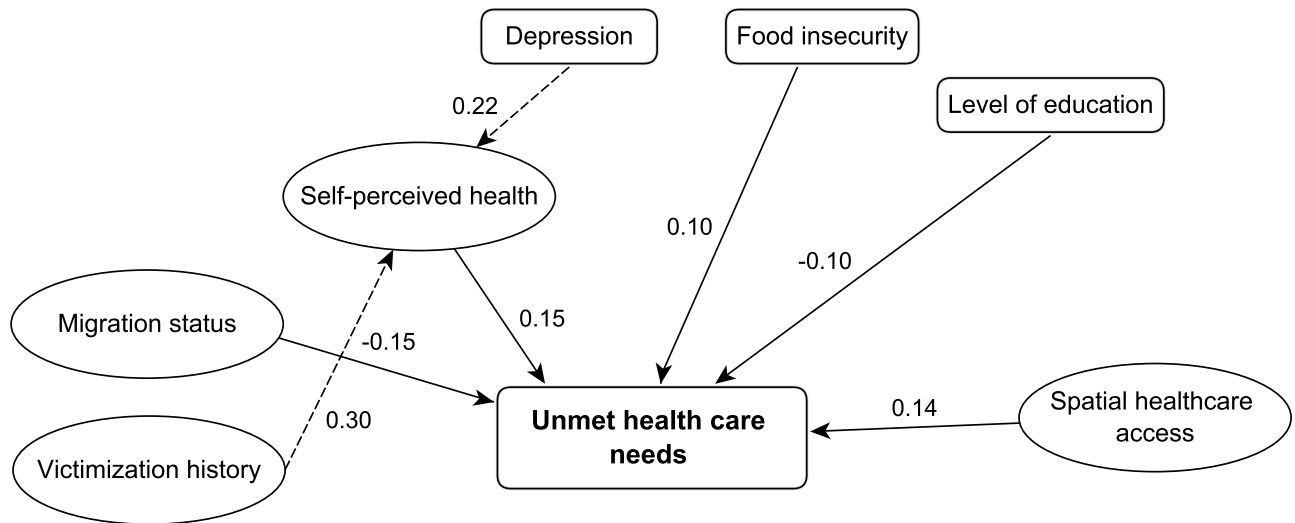 Depression
Food insecurity
Level of education
0.22
Self-perceived health
0.10
-0.10
Migration status
0.15
-0.15
Victimization history
0.30
Unmet health care
needs
0.14
Spatial healthcare
access